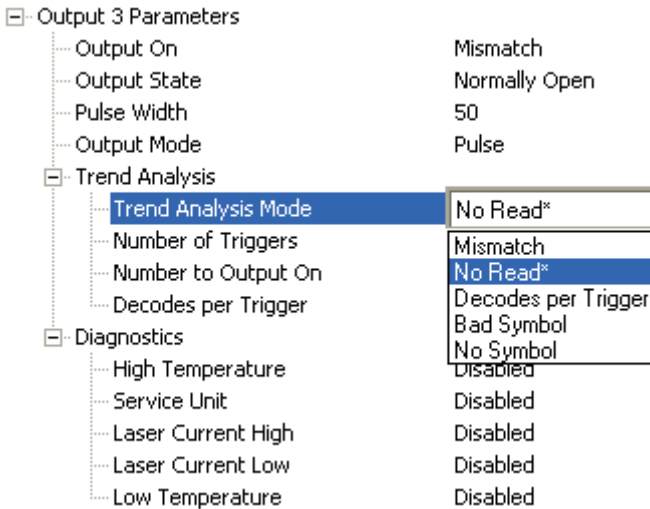 Output 3 Parameters
Output On Mismatch
Output State Normally Open
Pulse Width 50
Output Mode Pulse
Trend Analysis
Trend Analysis Mode No Read*
Number of Triggers Mismatch
No Read*
Number to Output On
Decodes per Trigger
Decodes per Trigger
Bad Symbol
Diagnostics
No Symbol
High Temperature Disabled
Service Unit Disabled
Laser Current High Disabled
Laser Current Low Disabled
Low Temperature Disabled